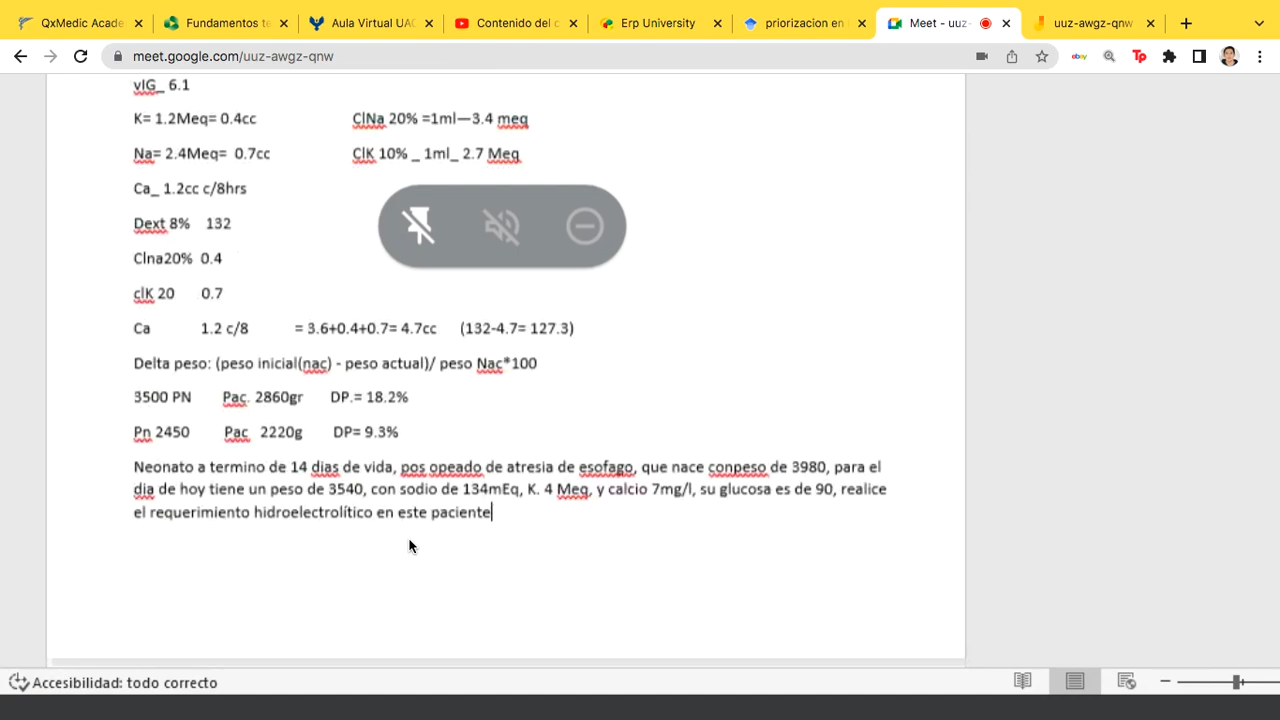 QxMedic Acade
Fundamentos te
Aula Virtual UAC
Contenido del c
Erp University
priorizacion en
Meet - uuz-
uuz-awgz-qnw
meet.google.com/uuz-awgz-qnw
ebay
Tp
vIG_ 6.1
K= 1.2Meq= 0.4cc ClNa 20% =1ml—3.4 meq
Na= 2.4Meq= 0.7cc ClK 10% _ 1ml_ 2.7 Meq
Ca_ 1.2cc c/8hrs
Dext 8% 132
Clna20% 0.4
clK 20 0.7
Ca 1.2 c/8 = 3.6+0.4+0.7= 4.7cc (132-4.7= 127.3)
Delta peso: (peso inicial(nac) - peso actual)/ peso Nac*100
3500 PN Pac. 2860gr DP.= 18.2%
Pn 2450 Pac 2220g DP= 9.3%
Neonato a termino de 14 dias de vida, pos opeado de atresia de esofago, que nace conpeso de 3980, para el
dia de hoy tiene un peso de 3540, con sodio de 134mEq, K. 4 Meq, y calcio 7mg/l, su glucosa es de 90, realice
el requerimiento hidroelectrolítico en este paciente
Accesibilidad: todo correcto